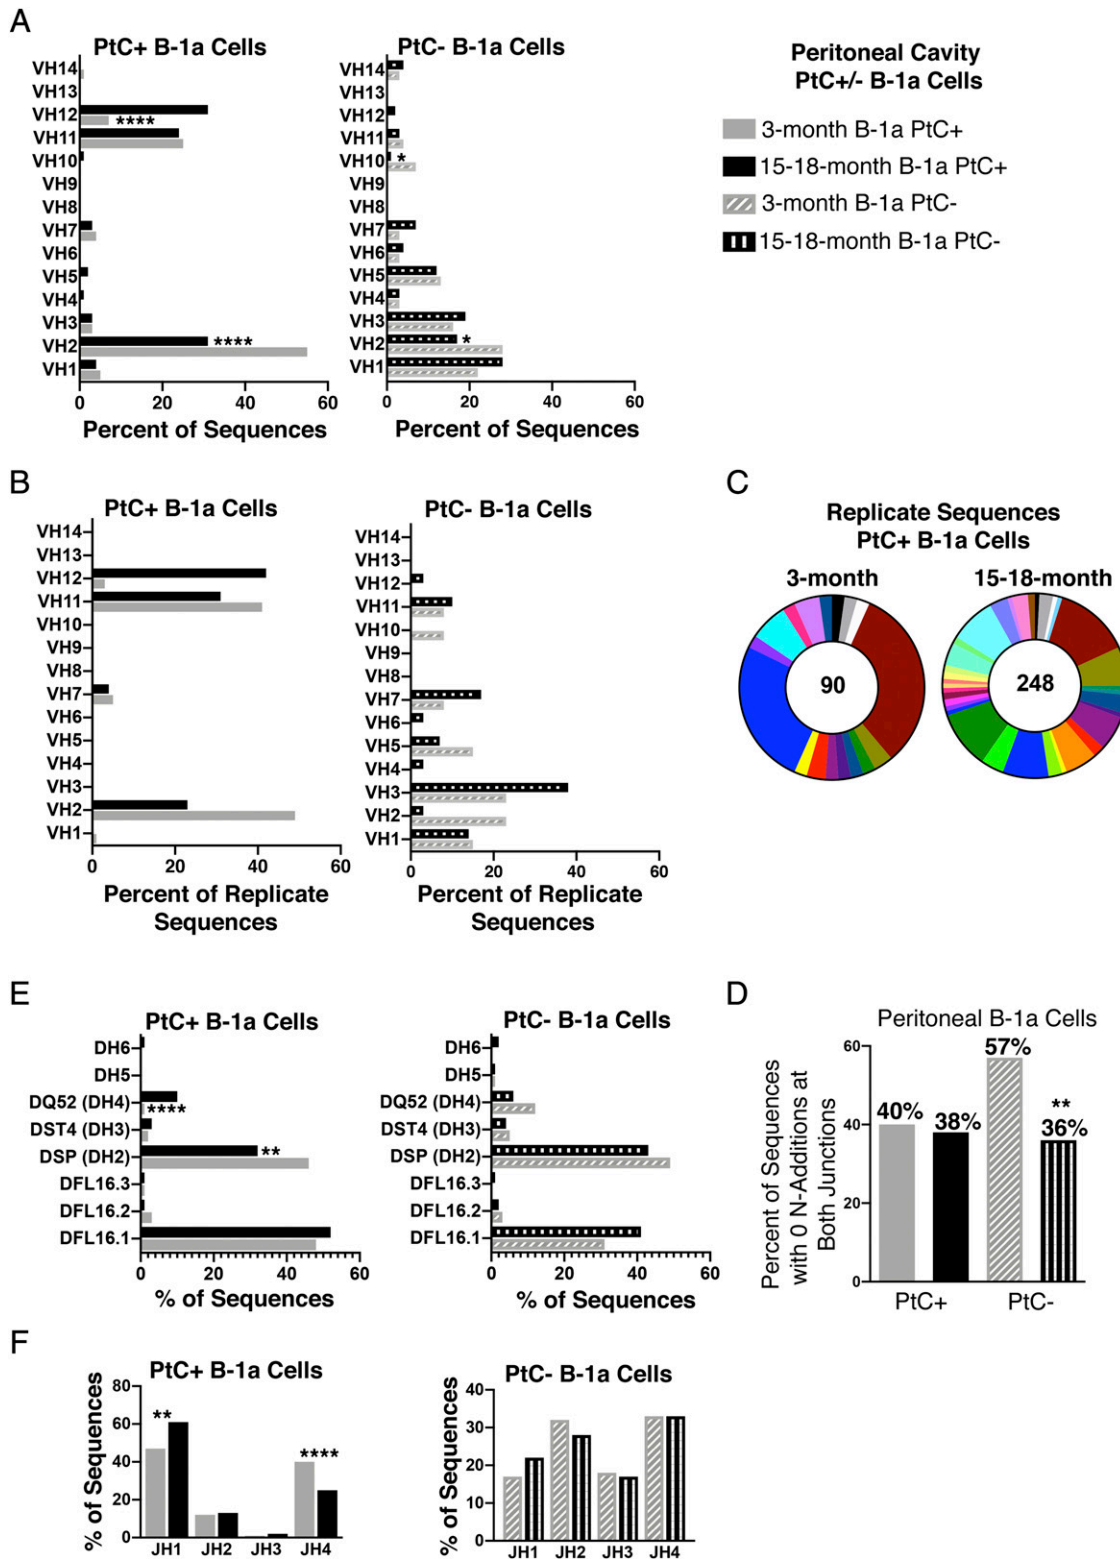 A
PtC+ B-1a Cells
VH14
VH13
VH12
****
VH11
VH10
VH9
VH8
VH7
VH6
VH5
VH4
VH3
VH2
****
VH1
0 20 40 60
Percent of Sequences
PtC- B-1a Cells
VH14
VH13
VH12
VH11
VH10
*
VH9
VH8
VH7
VH6
VH5
VH4
VH3
VH2
*
VH1
0 20 40 60
Percent of Sequences
Peritoneal Cavity
PtC+/- B-1a Cells
3-month B-1a PtC+
15-18-month B-1a PtC+
3-month B-1a PtC-
15-18-month B-1a PtC-
B
PtC+ B-1a Cells
VH14
VH13
VH12
VH11
VH10
VH9
VH8
VH7
VH6
VH5
VH4
VH3
VH2
VH1
0 20 40 60
Percent of Replicate
Sequences
PtC- B-1a Cells
VH14
VH13
VH12
VH11
VH10
VH9
VH8
VH7
VH6
VH5
VH4
VH3
VH2
VH1
0 20 40 60
Percent of Replicate
Sequences
C
Replicate Sequences
PtC+ B-1a Cells
3-month
15-18-month
90
248
E
PtC+ B-1a Cells
DH6
DH5
DQ52 (DH4)
****
DST4 (DH3)
DSP (DH2)
**
DFL16.3
DFL16.2
DFL16.1
0 20 40 60
% of Sequences
PtC- B-1a Cells
DH6
DH5
DQ52 (DH4)
DST4 (DH3)
DSP (DH2)
DFL16.3
DFL16.2
DFL16.1
0 20 40 60
% of Sequences
D
Peritoneal B-1a Cells
Percent of Sequences
with 0 N-Additions at
Both Junctions
60
40
20
0
40%
38%
57%
**
36%
PtC+
PtC-
F
PtC+ B-1a Cells
% of Sequences
80
60
40
20
0
**
****
JH1 JH2 JH3 JH4
PtC- B-1a Cells
% of Sequences
40
30
20
10
0
JH1 JH2 JH3 JH4